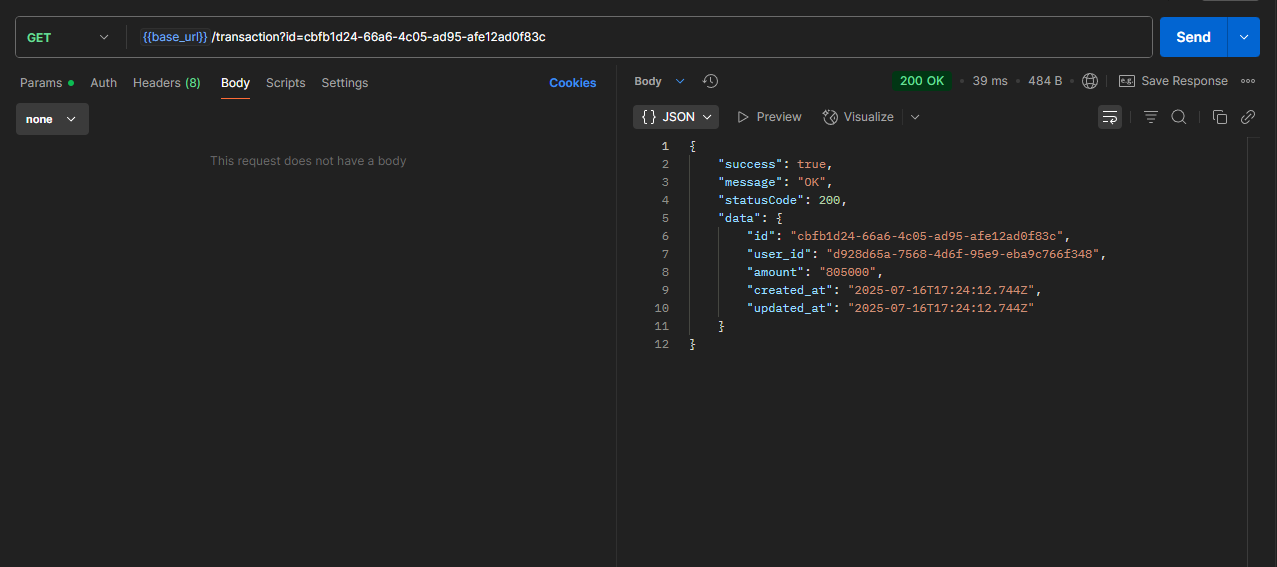 GET {{base_url}} /transaction?id=cbfb1d24-66a6-4c05-ad95-afe12ad0f83c Send
Params Auth Headers (8) Body Scripts Settings Cookies
none
This request does not have a body
Body 200 OK 39 ms 484 B e.g. Save Response
{} JSON Preview Visualize
1 {
2 "success": true,
3 "message": "OK",
4 "statusCode": 200,
5 "data": {
6 "id": "cbfb1d24-66a6-4c05-ad95-afe12ad0f83c",
7 "user_id": "d928d65a-7568-4d6f-95e9-eba9c766f348",
8 "amount": "805000",
9 "created_at": "2025-07-16T17:24:12.744Z",
10 "updated_at": "2025-07-16T17:24:12.744Z"
11 }
12 }